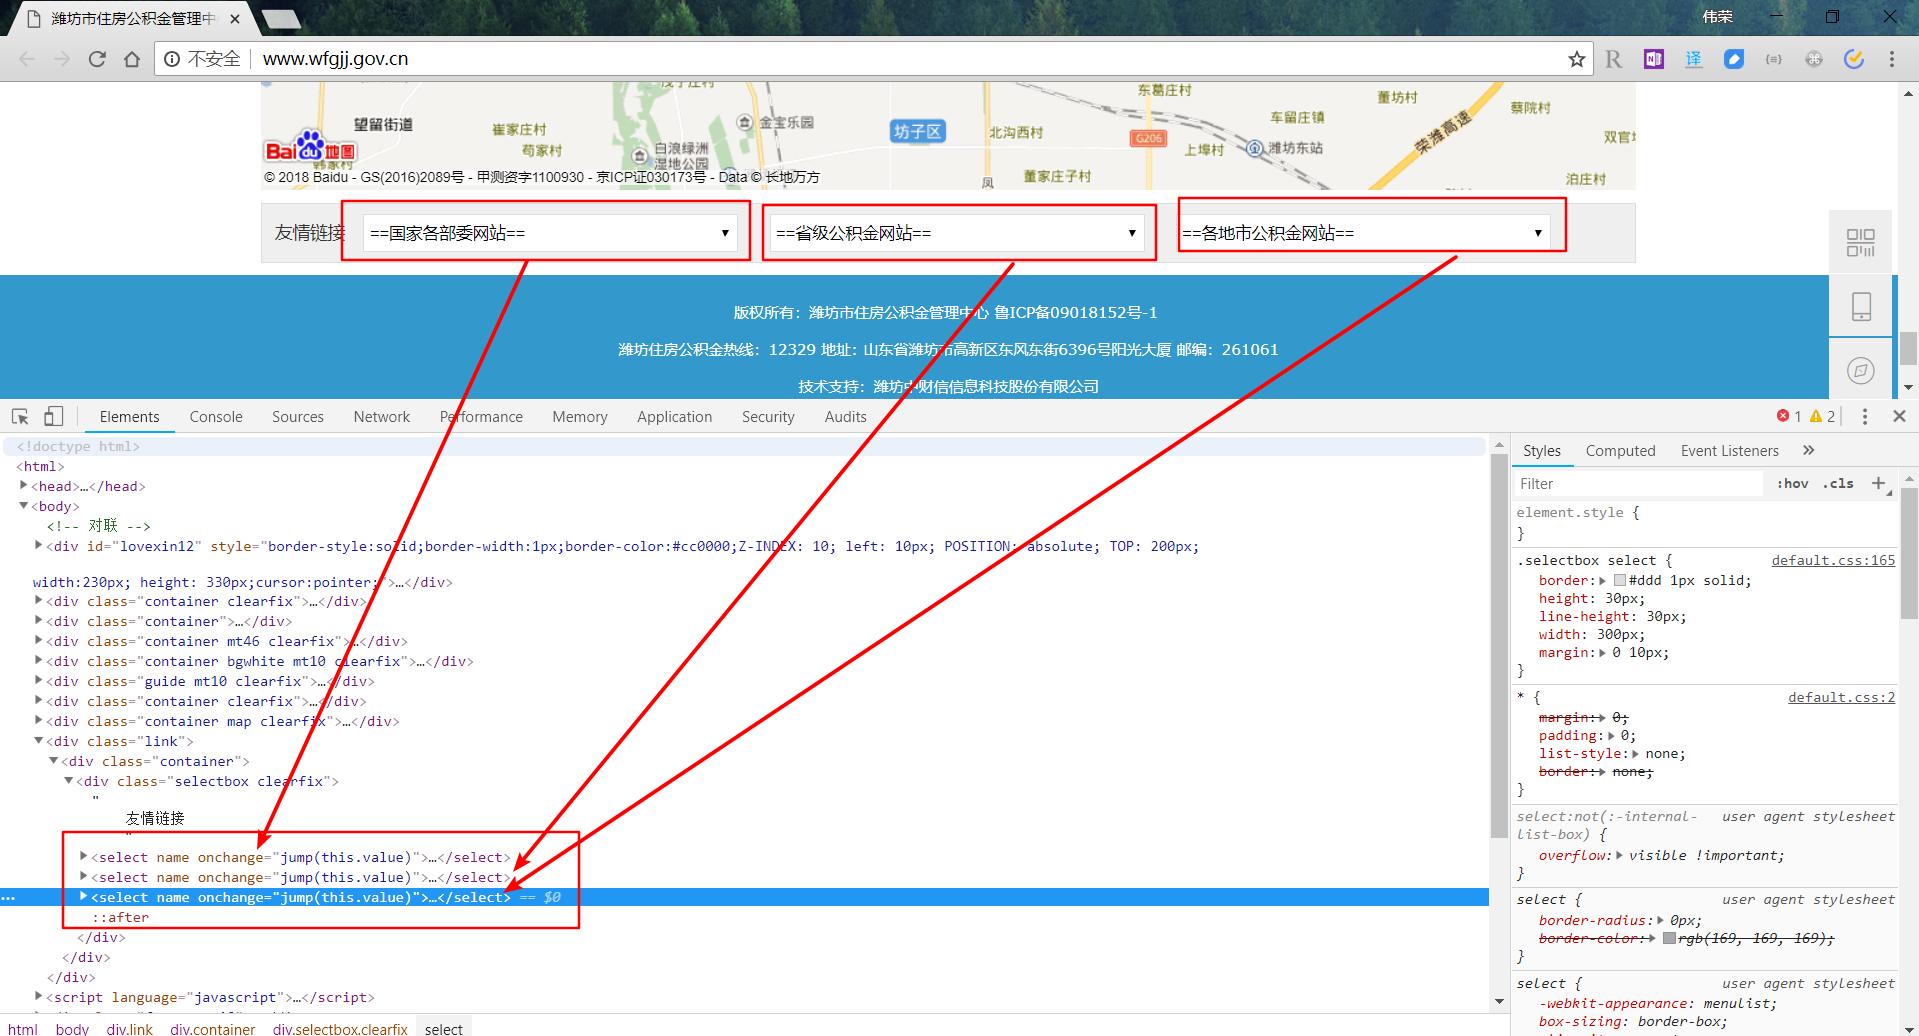 潍坊市住房公积金管理中
伟荣
不安全
www.wfgjj.gov.cn
译
望留街道
崔家庄村
苟家村
金宝乐园
白浪绿洲
湿地公园
坊子区
北沟西村
东葛庄村
G206
上埠村
车留庄镇
潍坊东站
董坊村
荣潍高速
蔡院村
双官
泊庄村
董家庄子村
Bai du 地图
© 2018 Baidu - GS(2016)2089号 - 甲测资字1100930 - 京ICP证030173号 - Data © 长地万方
友情链接
==国家各部委网站==
==省级公积金网站==
==各地市公积金网站==
版权所有：潍坊市住房公积金管理中心 鲁ICP备09018152号-1
潍坊住房公积金热线：12329 地址：山东省潍坊市高新区东风东街6396号阳光大厦 邮编：261061
技术支持：潍坊中财信信息科技股份有限公司
Elements Console Sources Network Performance Memory Application Security Audits
1 2
<!doctype html>
<html>
<head>…</head>
<body>
<!-- 对联 -->
<div id="lovexin12" style="border-style:solid;border-width:1px;border-color:#cc0000;Z-INDEX: 10; left: 10px; POSITION: absolute; TOP: 200px;
width:230px; height: 330px;cursor:pointer;">…</div>
<div class="container clearfix">…</div>
<div class="container">…</div>
<div class="container mt46 clearfix">…</div>
<div class="container bgwhite mt10 clearfix">…</div>
<div class="guide mt10 clearfix">…</div>
<div class="container clearfix">…</div>
<div class="container map clearfix">…</div>
<div class="link">
<div class="container">
<div class="selectbox clearfix">
"
友情链接
"
<select name onchange="jump(this.value)">…</select>
<select name onchange="jump(this.value)">…</select>
<select name onchange="jump(this.value)">…</select> == $0
::after
</div>
</div>
</div>
<script language="javascript">…</script>
html body div.link div.container div.selectbox.clearfix select
Styles Computed Event Listeners »
Filter :hov .cls +
element.style {
}
.selectbox select { default.css:165
border: #ddd 1px solid;
height: 30px;
line-height: 30px;
width: 300px;
margin: 0 10px;
}
* { default.css:2
margin: 0;
padding: 0;
list-style: none;
border: none;
}
select:not(:-internal- user agent stylesheet
list-box) {
overflow: visible !important;
}
select { user agent stylesheet
border-radius: 0px;
border-color: rgb(169, 169, 169);
}
select { user agent stylesheet
-webkit-appearance: menulist;
box-sizing: border-box;